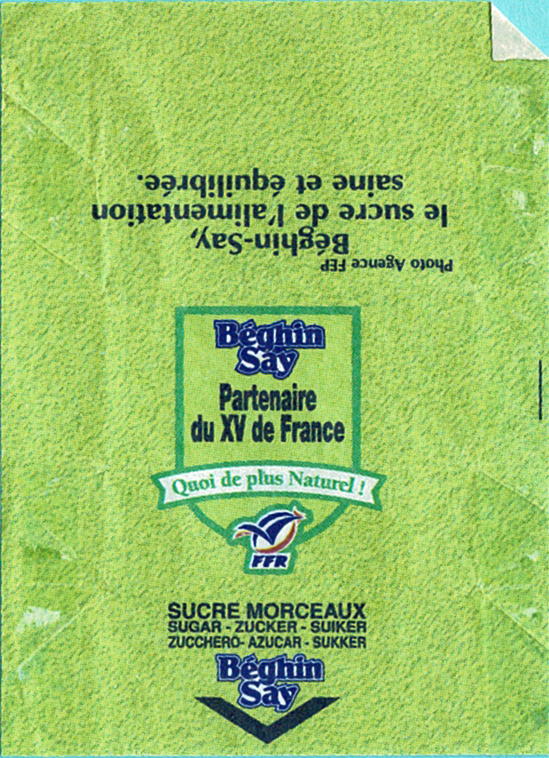 Photo Agence FEP
Béghin-Say,
le sucre de l'alimentation
saine et équilibrée.
Béghin
Say
Partenaire
du XV de France
Quoi de plus Naturel !
FFR
SUCRE MORCEAUX
SUGAR - ZUCKER - SUIKER
ZUCCHERO- AZUCAR - SUKKER
Béghin
Say